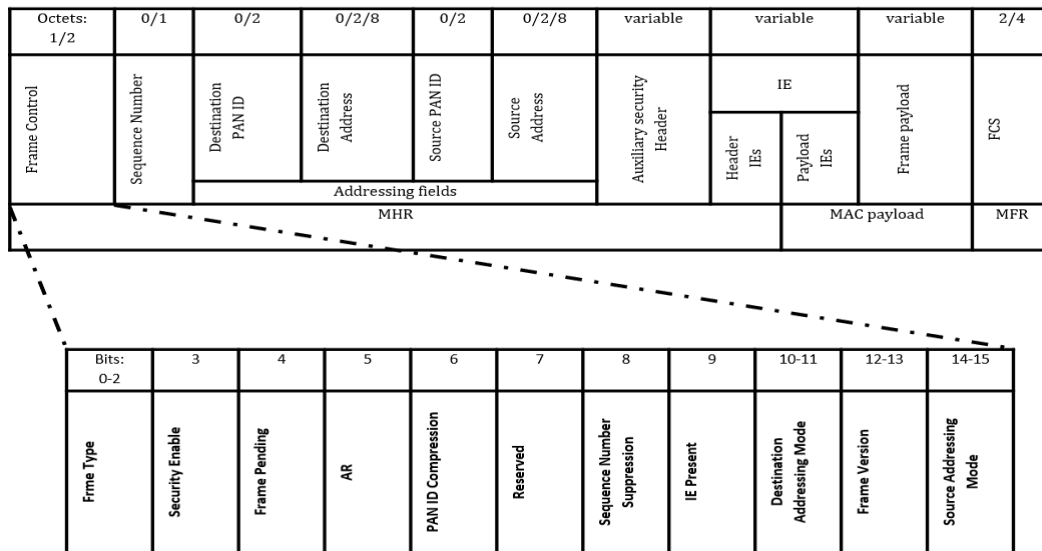 Octets:
1/2
0/1
0/2
0/2/8
0/2
0/2/8
variable
variable
variable
2/4
Frame Control
Sequence Number
Destination
PAN ID
Destination
Address
Source PAN ID
Source
Address
Auxiliary security
Header
IE
Header
IEs
Payload
IEs
Frame payload
FCS
Addressing fields
MHR
MAC payload
MFR
Bits:
0-2
3
4
5
6
7
8
9
10-11
12-13
14-15
Frme Type
Security Enable
Frame Pending
AR
PAN ID Compression
Reserved
Sequence Number
Suppression
IE Present
Destination
Addressing Mode
Frame Version
Source Addressing
Mode